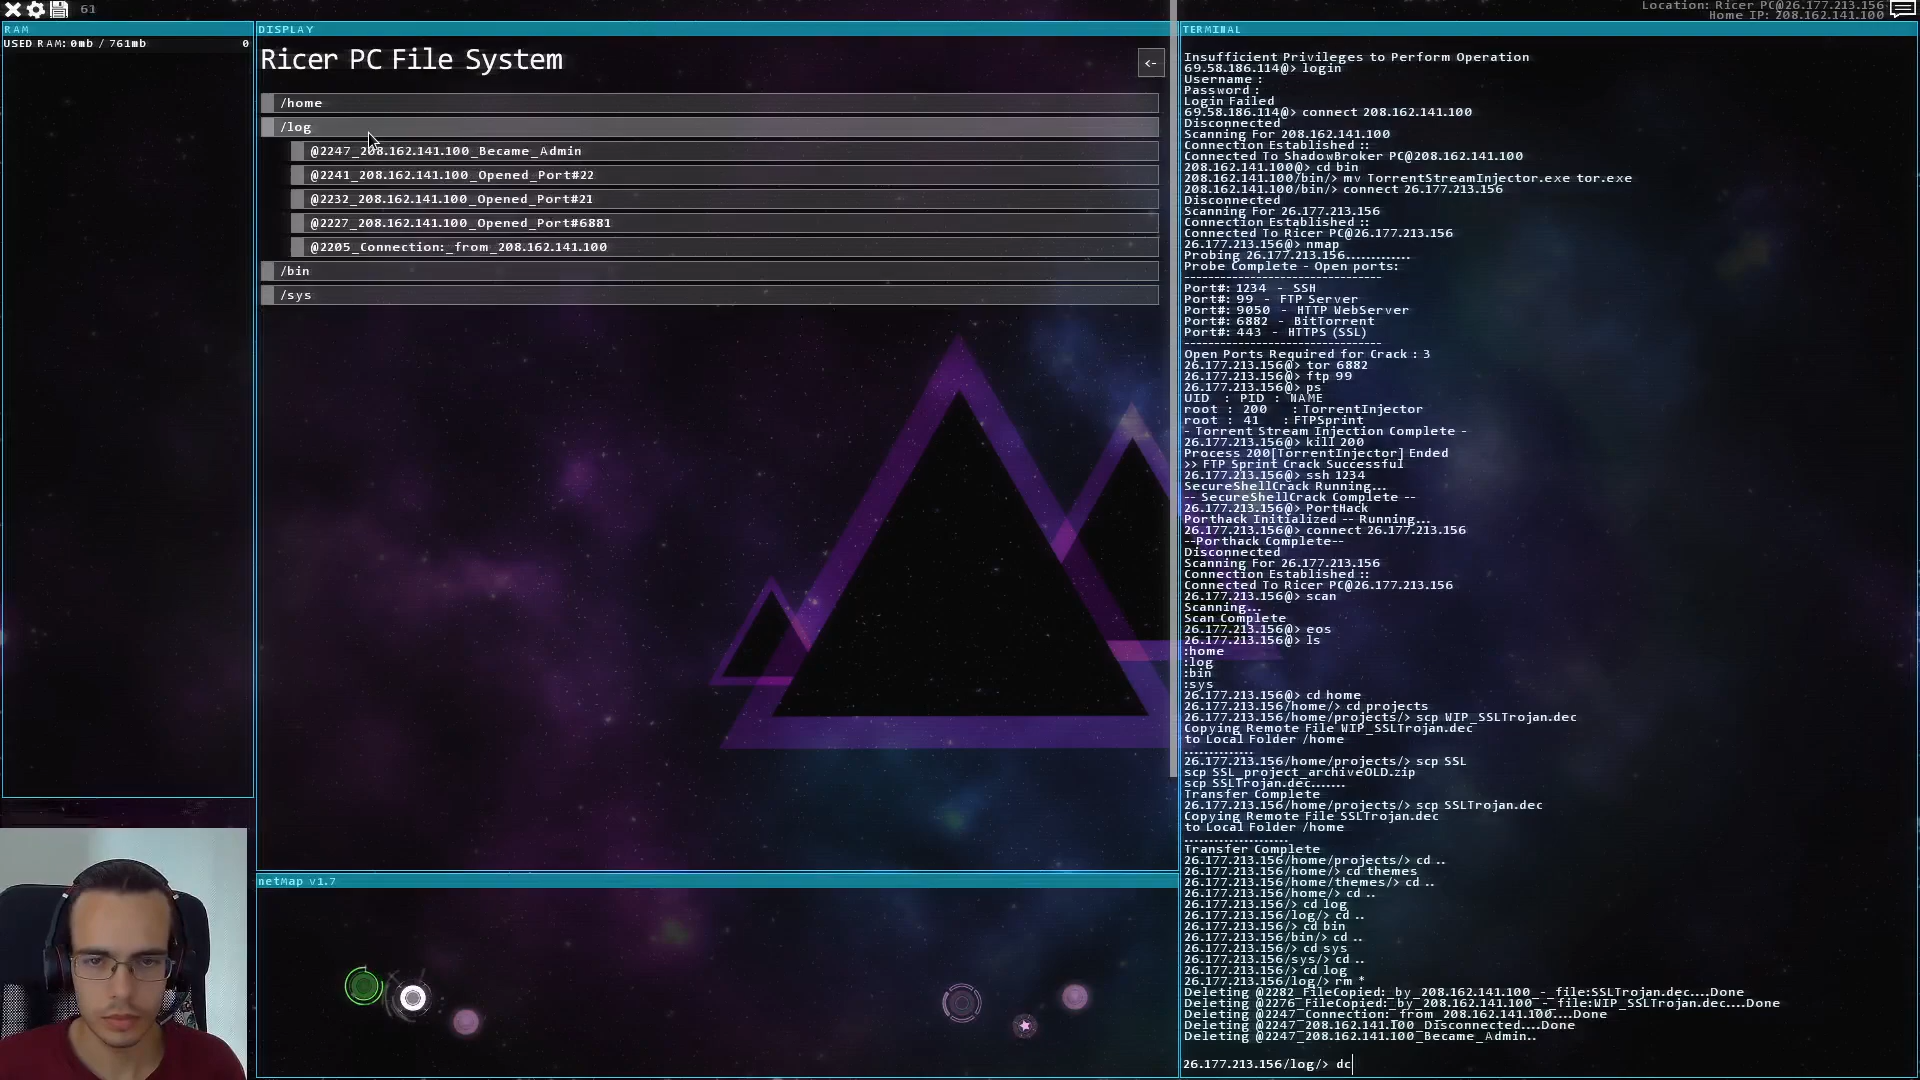 61
Location: Ricer PC@26.177.213.156
Home IP: 208.162.141.100
RAM
USED RAM: 0mb / 761mb 0
DISPLAY
Ricer PC File System
<-
/home
/log
@2247_208.162.141.100_Became_Admin
@2241_208.162.141.100_Opened_Port#22
@2232_208.162.141.100_Opened_Port#21
@2227_208.162.141.100_Opened_Port#6881
@2205_Connection:_from_208.162.141.100
/bin
/sys
netMap v1.7
TERMINAL
Insufficient Privileges to Perform Operation
69.58.186.114@> login
Username :
Password :
Login Failed
69.58.186.114@> connect 208.162.141.100
Disconnected
Scanning For 208.162.141.100
Connection Established ::
Connected To ShadowBroker PC@208.162.141.100
208.162.141.100@> cd bin
208.162.141.100/bin/> mv TorrentStreamInjector.exe tor.exe
208.162.141.100/bin/> connect 26.177.213.156
Disconnected
Scanning For 26.177.213.156
Connection Established ::
Connected To Ricer PC@26.177.213.156
26.177.213.156@> nmap
Probing 26.177.213.156.............
Probe Complete - Open ports:
---------------------------------
Port#: 1234 - SSH
Port#: 99 - FTP Server
Port#: 9050 - HTTP WebServer
Port#: 6882 - BitTorrent
Port#: 443 - HTTPS (SSL)
---------------------------------
Open Ports Required for Crack : 3
26.177.213.156@> tor 6882
26.177.213.156@> ftp 99
26.177.213.156@> ps
UID : PID : NAME
root : 200 : TorrentInjector
root : 41 : FTPSprint
- Torrent Stream Injection Complete -
26.177.213.156@> kill 200
Process 200[TorrentInjector] Ended
>> FTP Sprint Crack Successful
26.177.213.156@> ssh 1234
SecureShellCrack Running...
-- SecureShellCrack Complete --
26.177.213.156@> PortHack
Porthack Initialized -- Running...
26.177.213.156@> connect 26.177.213.156
--Porthack Complete--
Disconnected
Scanning For 26.177.213.156
Connection Established ::
Connected To Ricer PC@26.177.213.156
26.177.213.156@> scan
Scanning...
Scan Complete
26.177.213.156@> eos
26.177.213.156@> ls
:home
:log
:bin
:sys
26.177.213.156@> cd home
26.177.213.156/home/> cd projects
26.177.213.156/home/projects/> scp WIP_SSLTrojan.dec
Copying Remote File WIP_SSLTrojan.dec
to Local Folder /home
..............
26.177.213.156/home/projects/> scp SSL
scp SSL_project_archiveOLD.zip
scp SSLTrojan.dec.......
Transfer Complete
26.177.213.156/home/projects/> scp SSLTrojan.dec
Copying Remote File SSLTrojan.dec
to Local Folder /home
.....................
Transfer Complete
26.177.213.156/home/projects/> cd ..
26.177.213.156/home/> cd themes
26.177.213.156/home/themes/> cd ..
26.177.213.156/home/> cd ..
26.177.213.156/> cd log
26.177.213.156/log/> cd ..
26.177.213.156/> cd bin
26.177.213.156/bin/> cd ..
26.177.213.156/> cd sys
26.177.213.156/sys/> cd ..
26.177.213.156/> cd log
26.177.213.156/log/> rm *
Deleting @2282_FileCopied:_by_208.162.141.100_-_file:SSLTrojan.dec....Done
Deleting @2276_FileCopied:_by_208.162.141.100_-_file:WIP_SSLTrojan.dec....Done
Deleting @2247_Connection:_from_208.162.141.100....Done
Deleting @2247_208.162.141.100_Disconnected....Done
Deleting @2247_208.162.141.100_Became_Admin..
26.177.213.156/log/> dc